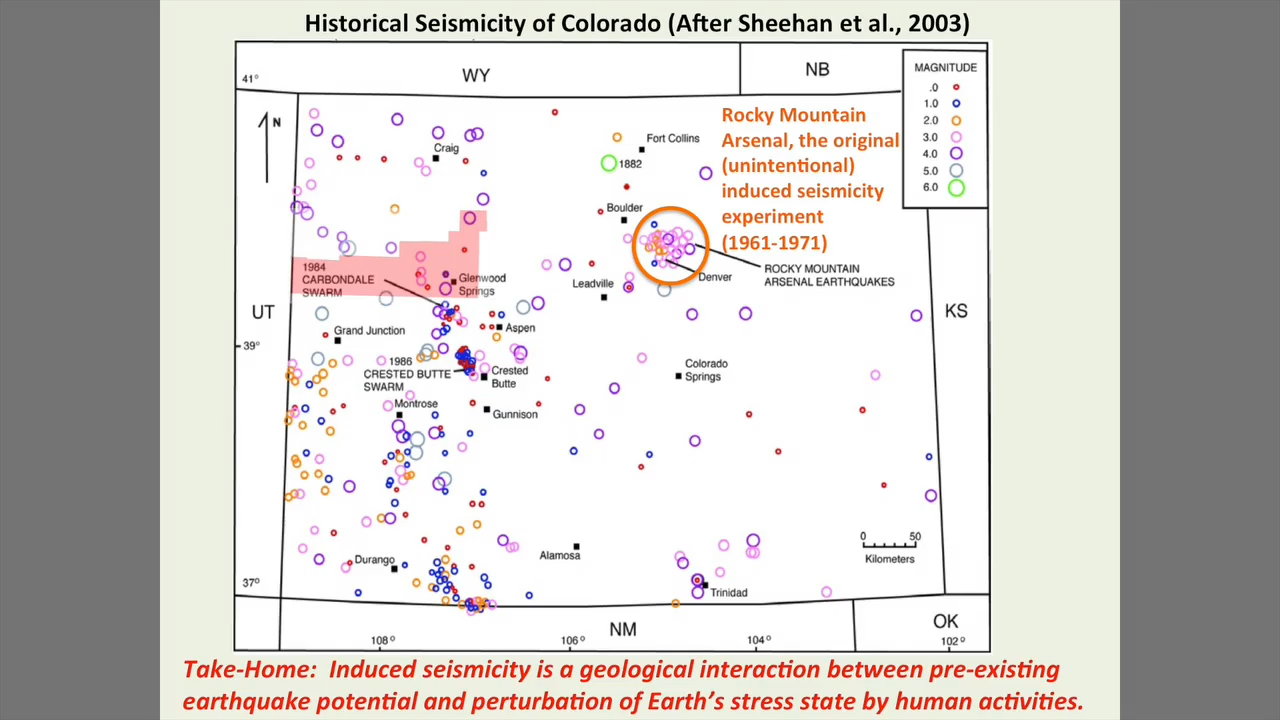 Historical Seismicity of Colorado (After Sheehan et al., 2003)
WY
NB
41°
MAGNITUDE
.0
1.0
2.0
3.0
4.0
5.0
6.0
N
Rocky Mountain
Arsenal, the original
(unintentional)
induced seismicity
experiment
(1961-1971)
Fort Collins
Craig
1882
Boulder
1984
CARBONDALE
SWARM
Glenwood
Springs
Denver
ROCKY MOUNTAIN
ARSENAL EARTHQUAKES
Leadville
UT
KS
Grand Junction
Aspen
39°
1986
CRESTED BUTTE
SWARM
Crested
Butte
Colorado
Springs
Montrose
Gunnison
0
50
Kilometers
Durango
Alamosa
37°
Trinidad
NM
OK
108°
106°
104°
102°
Take-Home: Induced seismicity is a geological interaction between pre-existing
earthquake potential and perturbation of Earth's stress state by human activities.